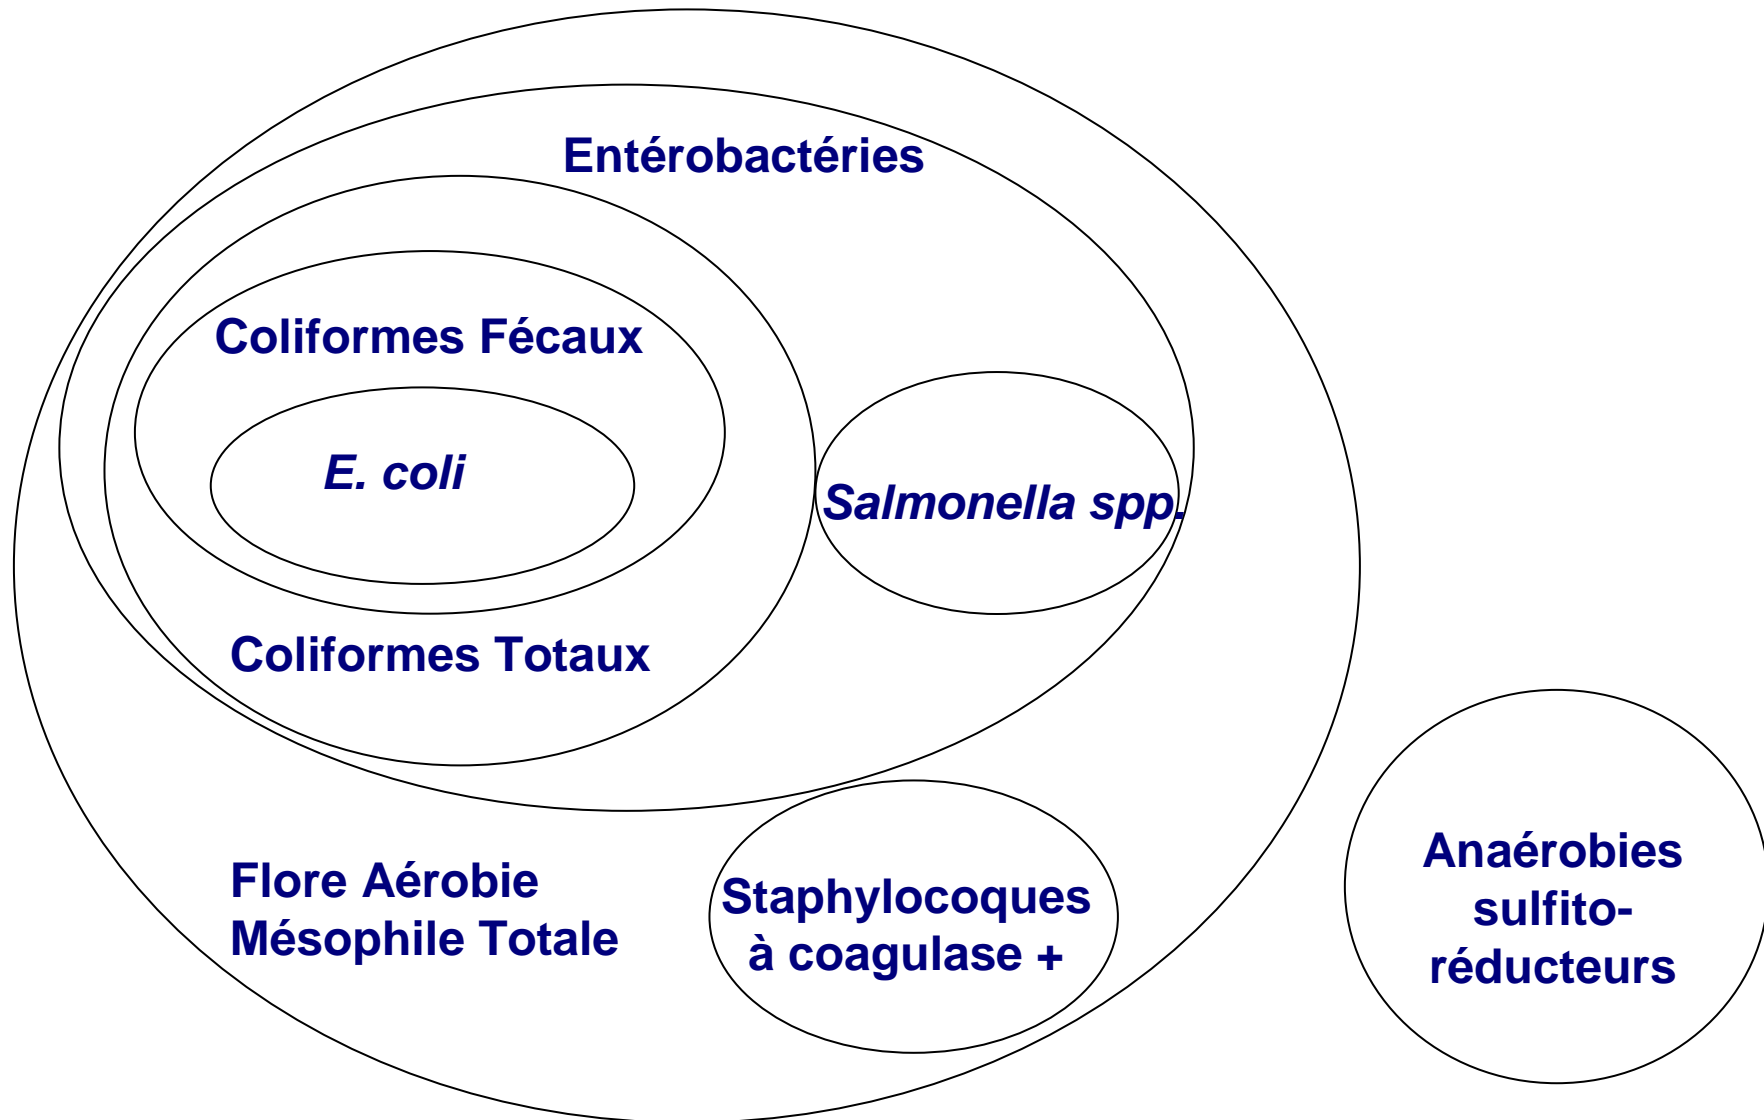 Entérobactéries
Coliformes Fécaux
E. coli
Salmonella spp.
Coliformes Totaux
Flore Aérobie
Mésophile Totale
Staphylocoques
à coagulase +
Anaérobies
sulfito-
réducteurs